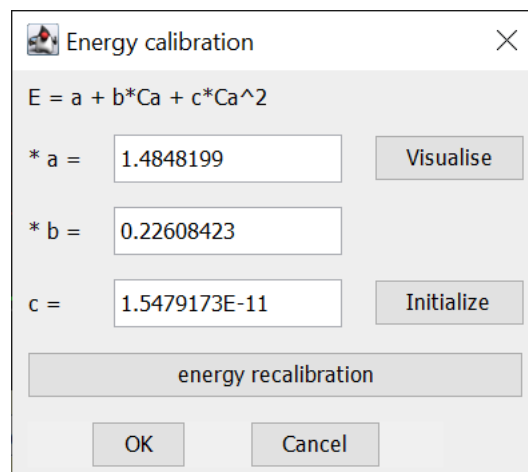 Energy calibration
E = a + b*Ca + c*Ca^2
* a = 1.4848199 Visualise
* b = 0.22608423
c = 1.5479173E-11 Initialize
energy recalibration
OK Cancel